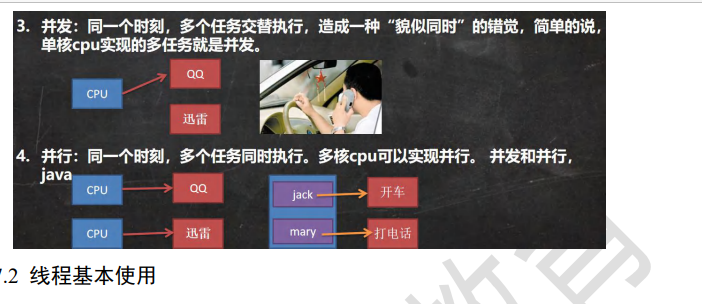 3. 并发：同一个时刻，多个任务交替执行，造成一种“貌似同时”的错觉，简单的说，
单核cpu实现的多任务就是并发。
CPU
QQ
迅雷
4. 并行：同一个时刻，多个任务同时执行。多核cpu可以实现并行。 并发和并行，
java
CPU
QQ
jack
开车
CPU
迅雷
mary
打电话
7.2 线程基本使用
教育